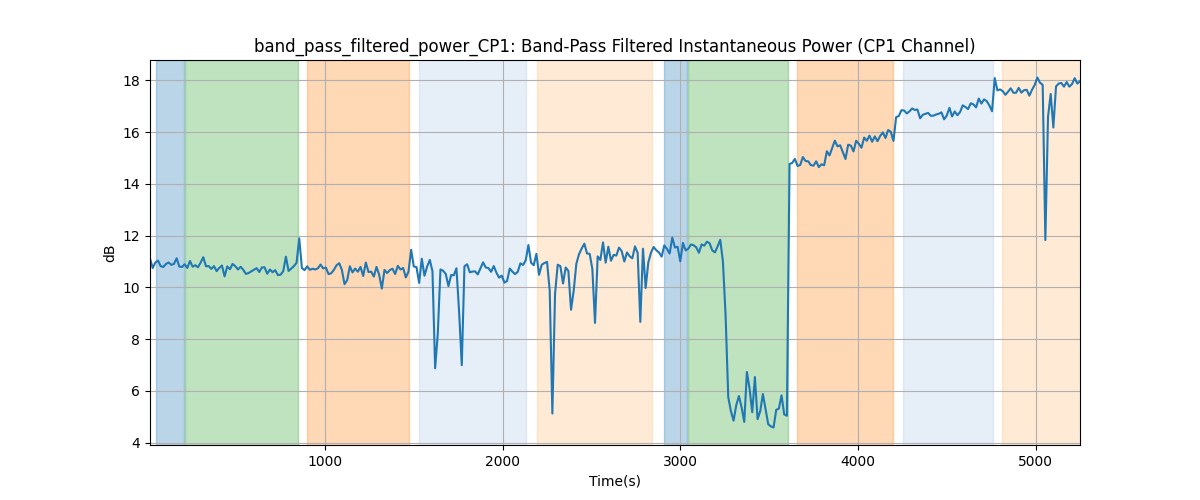 band_pass_filtered_power_CP1: Band-Pass Filtered Instantaneous Power (CP1 Channel)
18
16
14
12
10
8
6
4
dB
1000 2000 3000 4000 5000
Time(s)